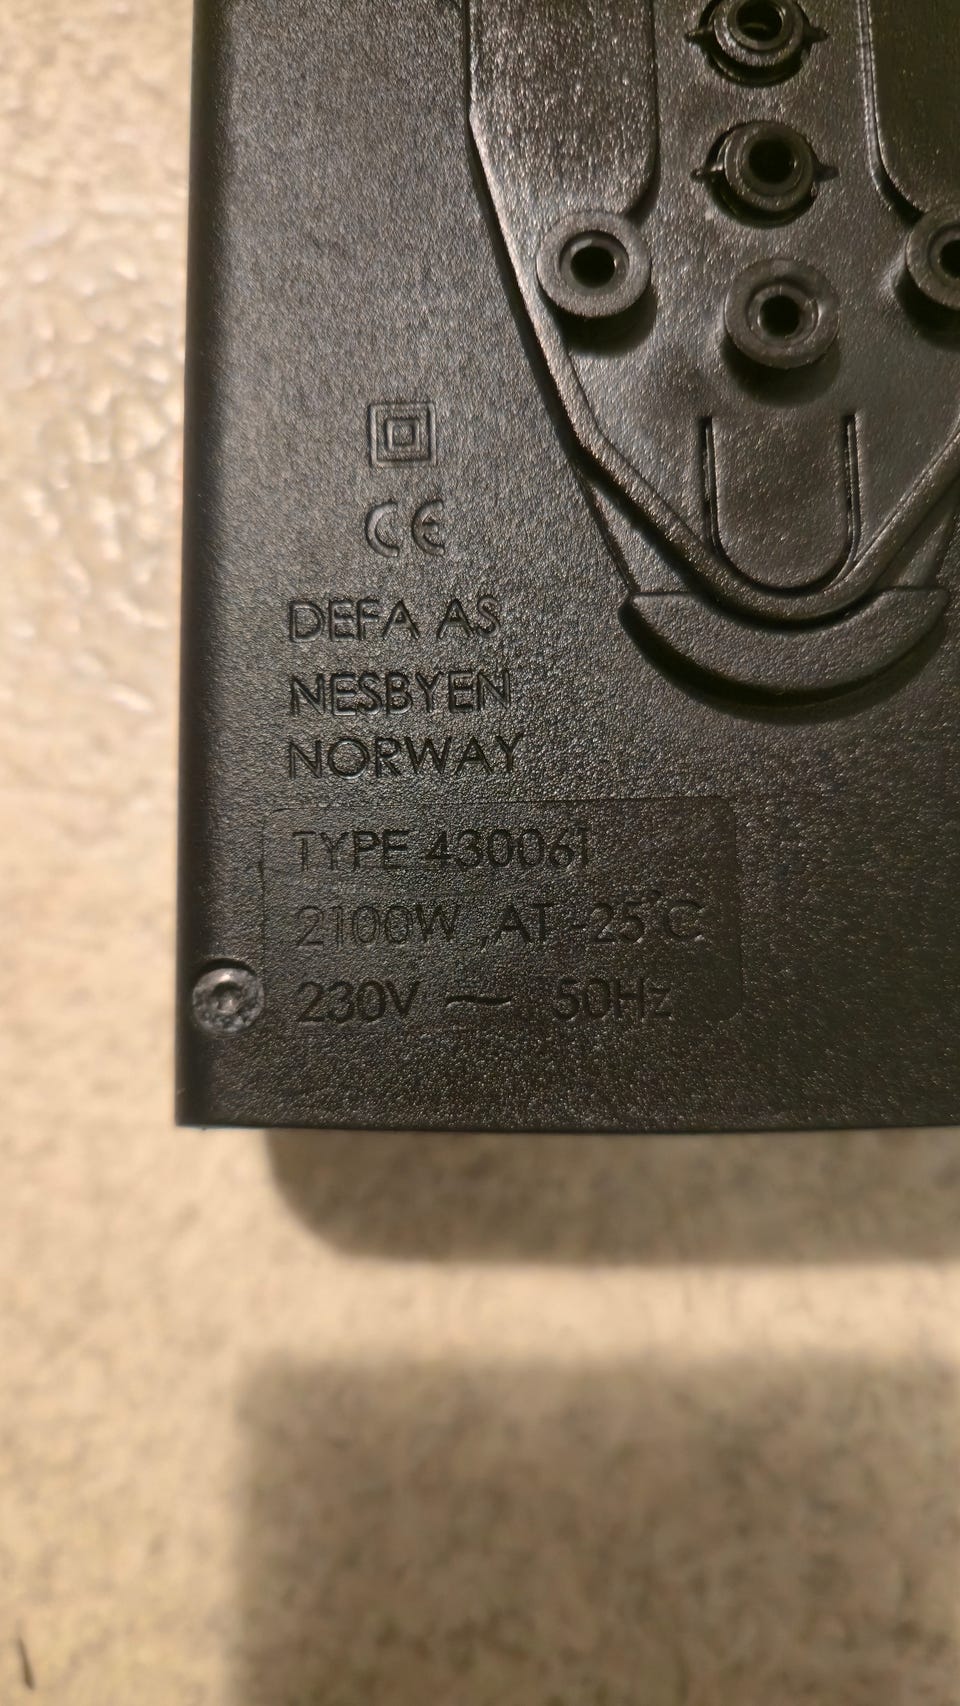 CE
DEFA AS
NESBYEN
NORWAY
TYPE 430061
2100W, AT -25°C
230V ~ 50Hz